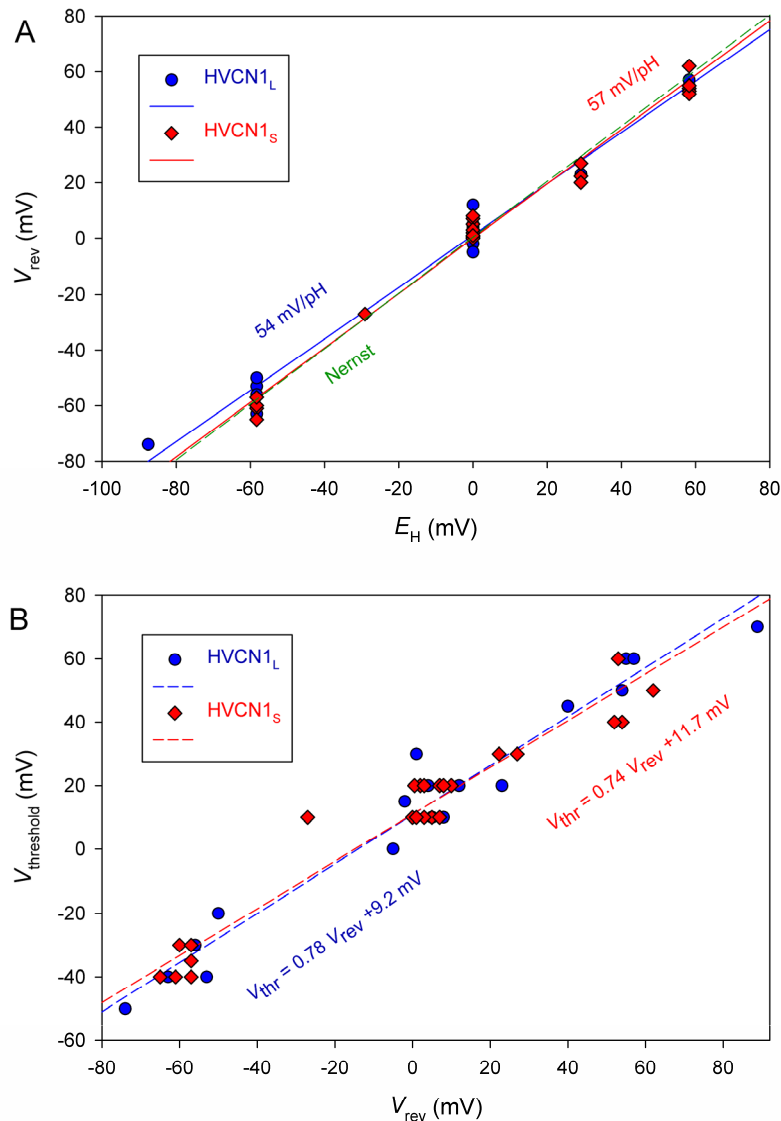 A
HVCN1L
HVCN1S
57 mV/pH
54 mV/pH
Nernst
80
60
40
20
0
-20
-40
-60
-80
Vrev (mV)
-100 -80 -60 -40 -20 0 20 40 60 80
EH (mV)
B
HVCN1L
HVCN1S
Vthr = 0.74 Vrev +11.7 mV
Vthr = 0.78 Vrev +9.2 mV
80
60
40
20
0
-20
-40
-60
Vthreshold (mV)
-80 -60 -40 -20 0 20 40 60 80
Vrev (mV)